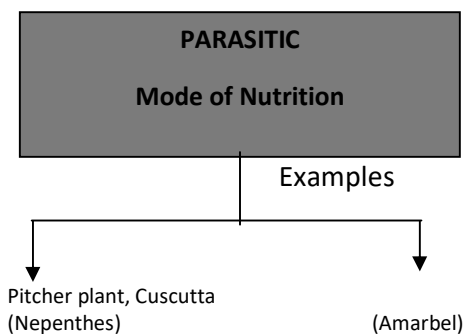 PARASITIC
Mode of Nutrition
Examples
Pitcher plant, Cuscutta
(Nepenthes) (Amarbel)